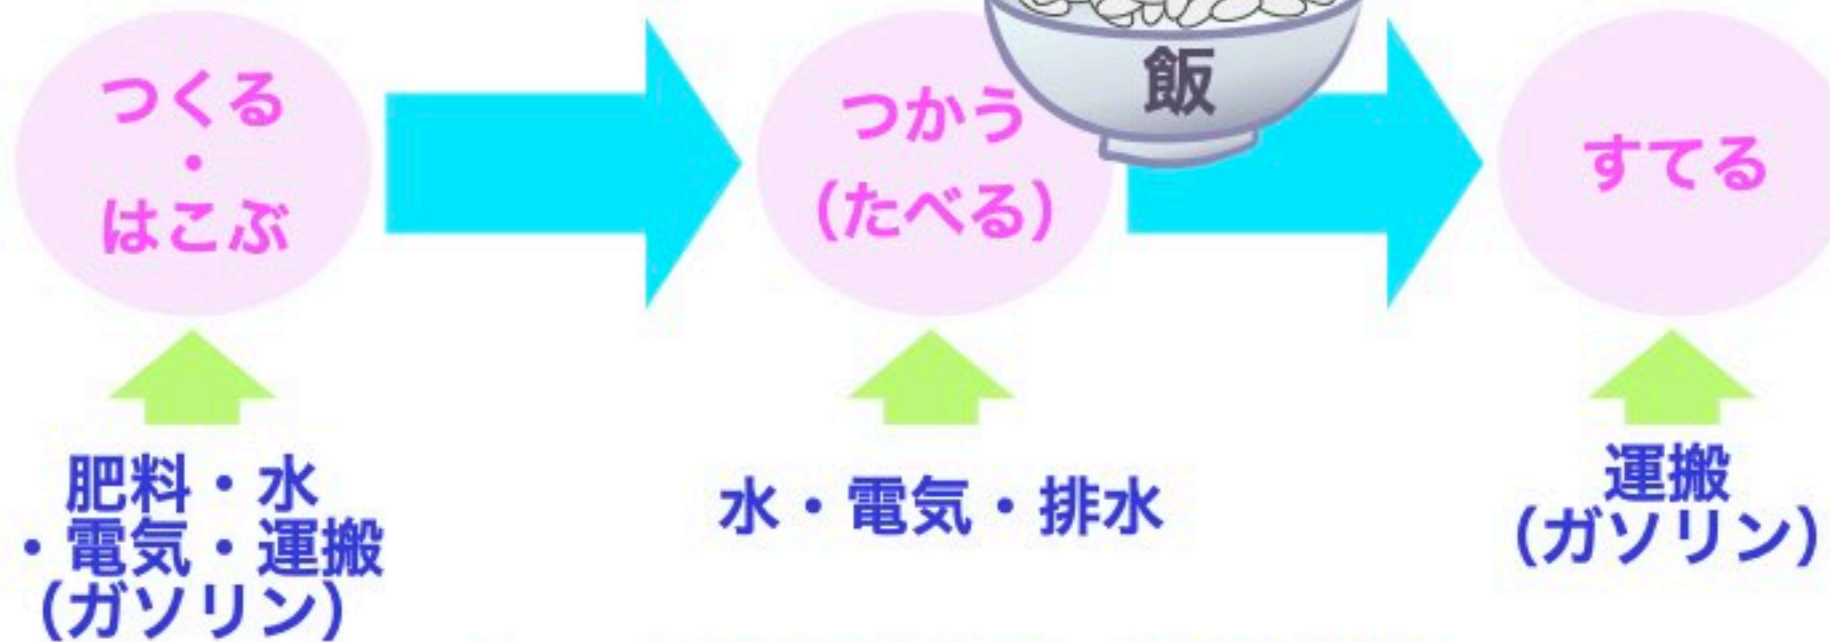 つくる
・
はこぶ
つかう
(たべる)
飯
すてる
肥料・水
・電気・運搬
(ガソリン)
水・電気・排水
運搬
(ガソリン)